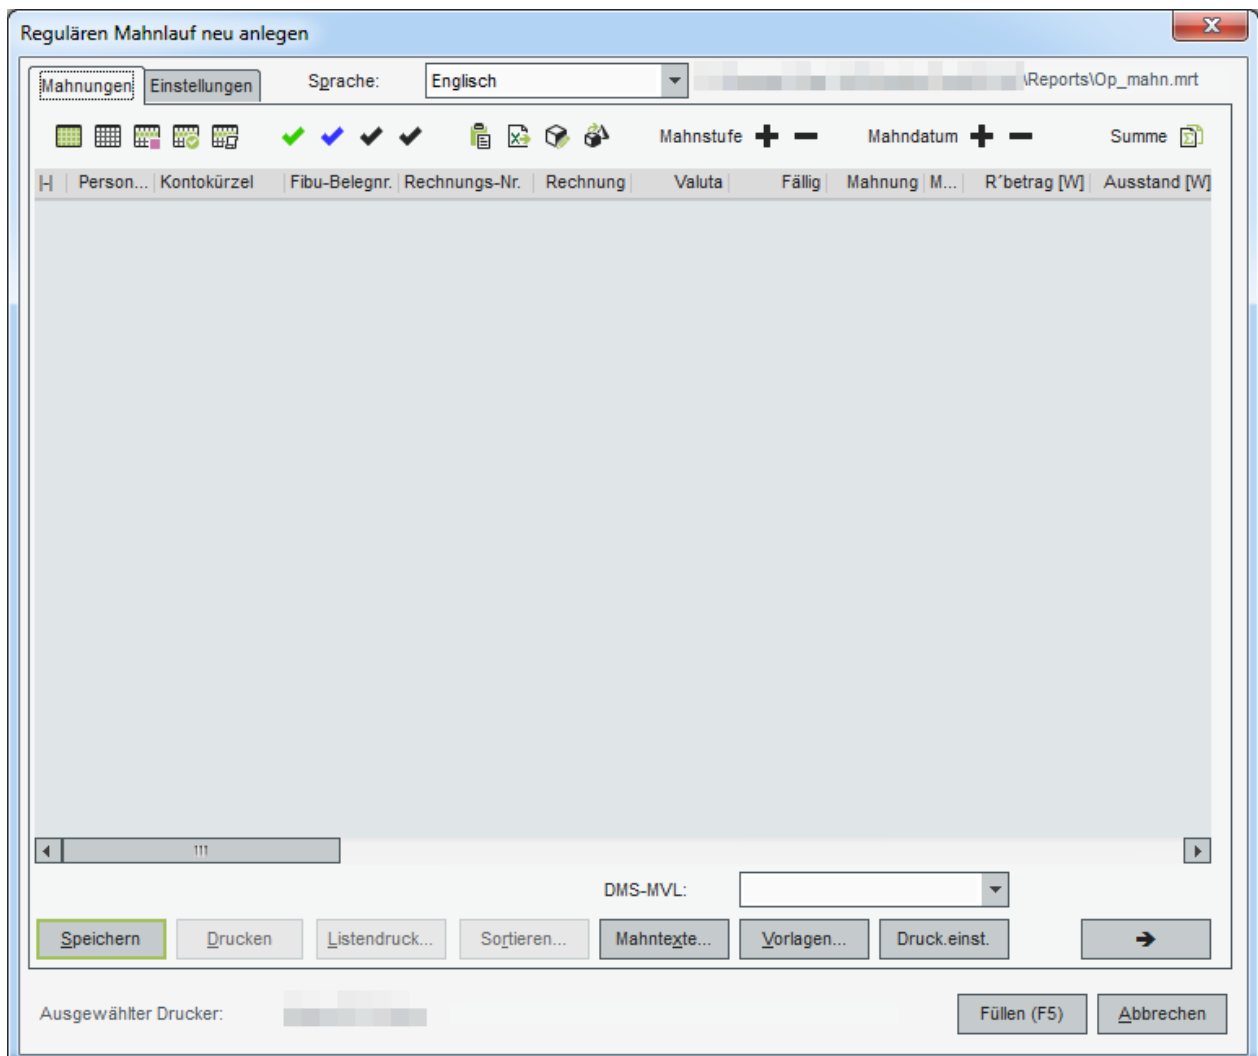 Regulären Mahnlauf neu anlegen
Mahnungen Einstellungen Sprache: Englisch \Reports\Op_mahn.mrt
Mahnstufe Mahndatum Summe
Person... Kontokürzel Fibu-Belegnr. Rechnungs-Nr. Rechnung Valuta Fällig Mahnung M... R´betrag [W] Ausstand [W]
DMS-MVL:
Speichern Drucken Listendruck... Sortieren... Mahntexte... Vorlagen... Druck.einst.
Ausgewählter Drucker: Füllen (F5) Abbrechen